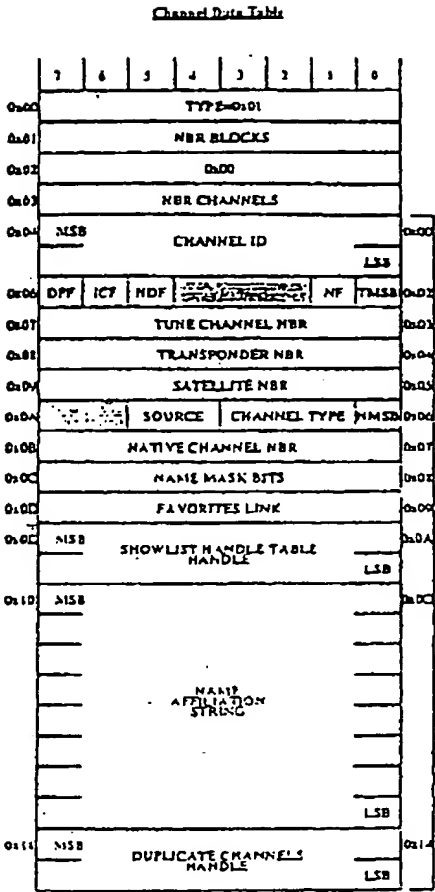 Channel Data Table
7 6 5 4 3 2 1 0
0x00 TYPE=0x01
0x01 NBR BLOCKS
0x02 0x00
0x03 NBR CHANNELS
0x04 MSB 0x00
CHANNEL ID
LSB
0x06 DPF ICF HDF NF TMSB 0x02
0x07 TUNE CHANNEL NBR 0x03
0x08 TRANSPONDER NBR 0x04
0x09 SATELLITE NBR 0x05
0x0A SOURCE CHANNEL TYPE NMSB 0x06
0x0B NATIVE CHANNEL NBR 0x07
0x0C NAME MASK BITS 0x08
0x0D FAVORITES LINK 0x09
0x0E MSB 0x0A
SHOWLIST HANDLE TABLE
HANDLE
LSB
0x10 MSB 0x0C
NAME
AFFILIATION
STRING
LSB
MSB 0x14
DUPLICATE CHANNELS
HANDLE
LSB